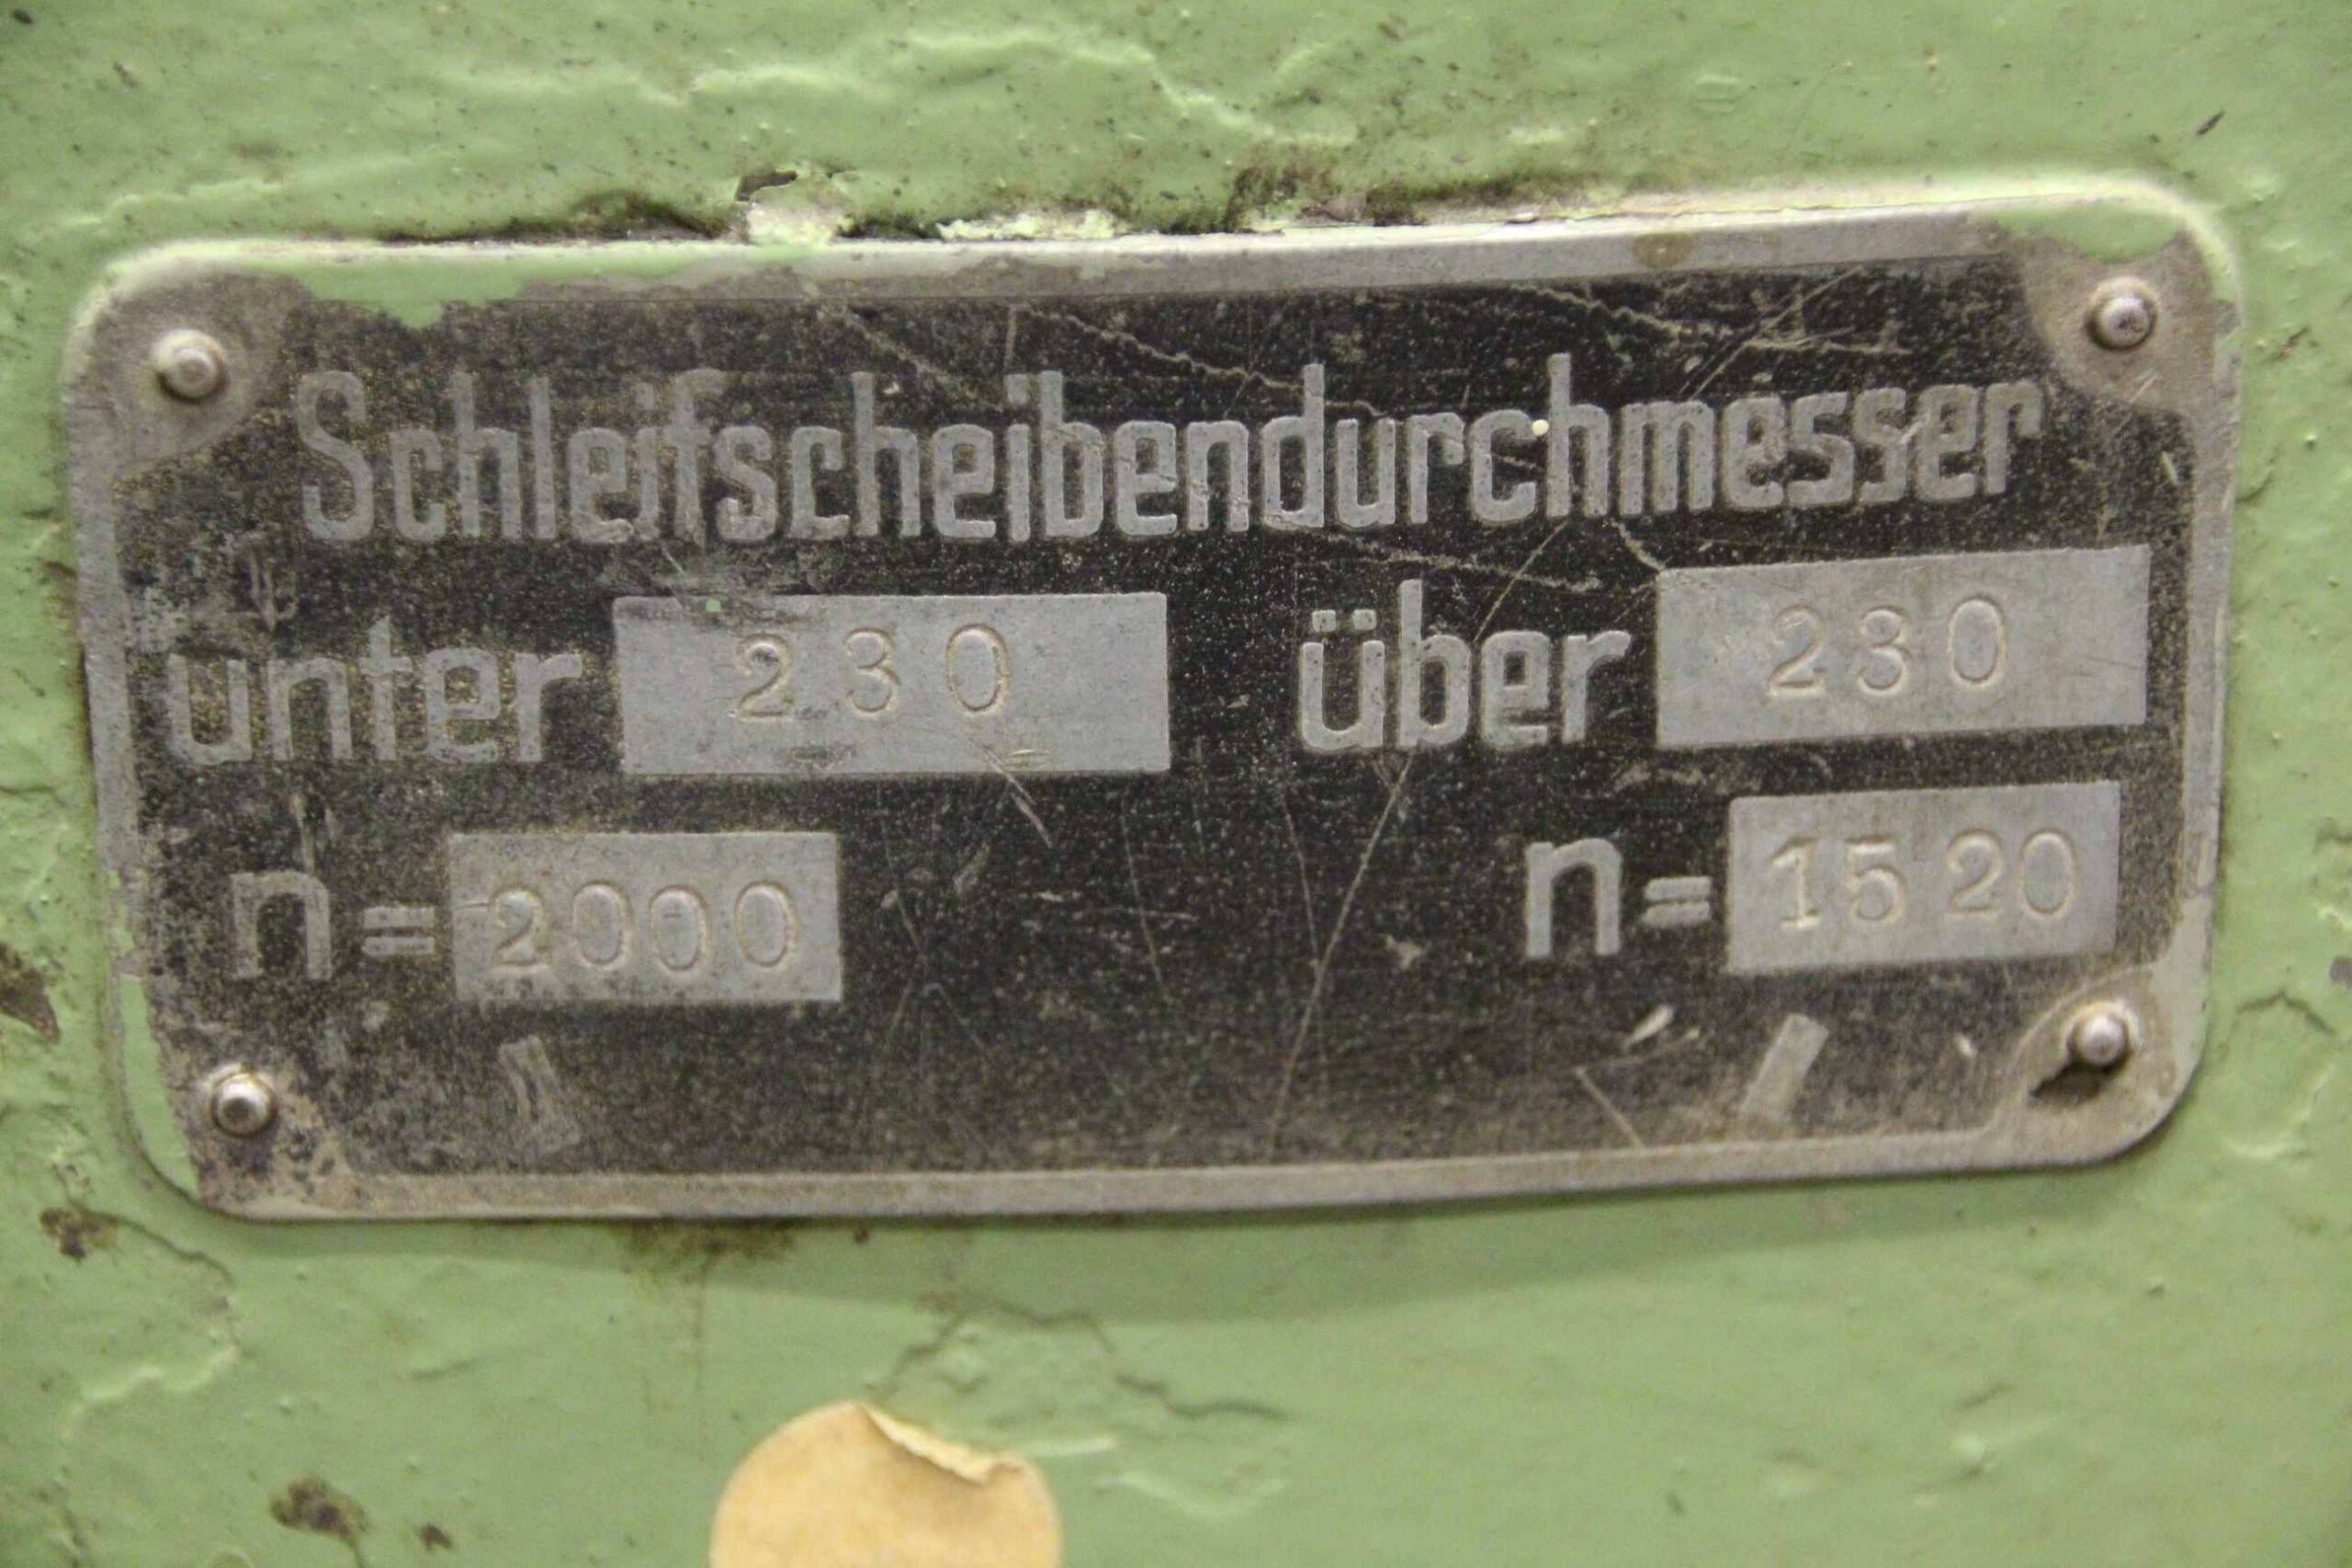 Schleifscheibendurchmesser
unter 230 über 230
n = 2000 n = 1520